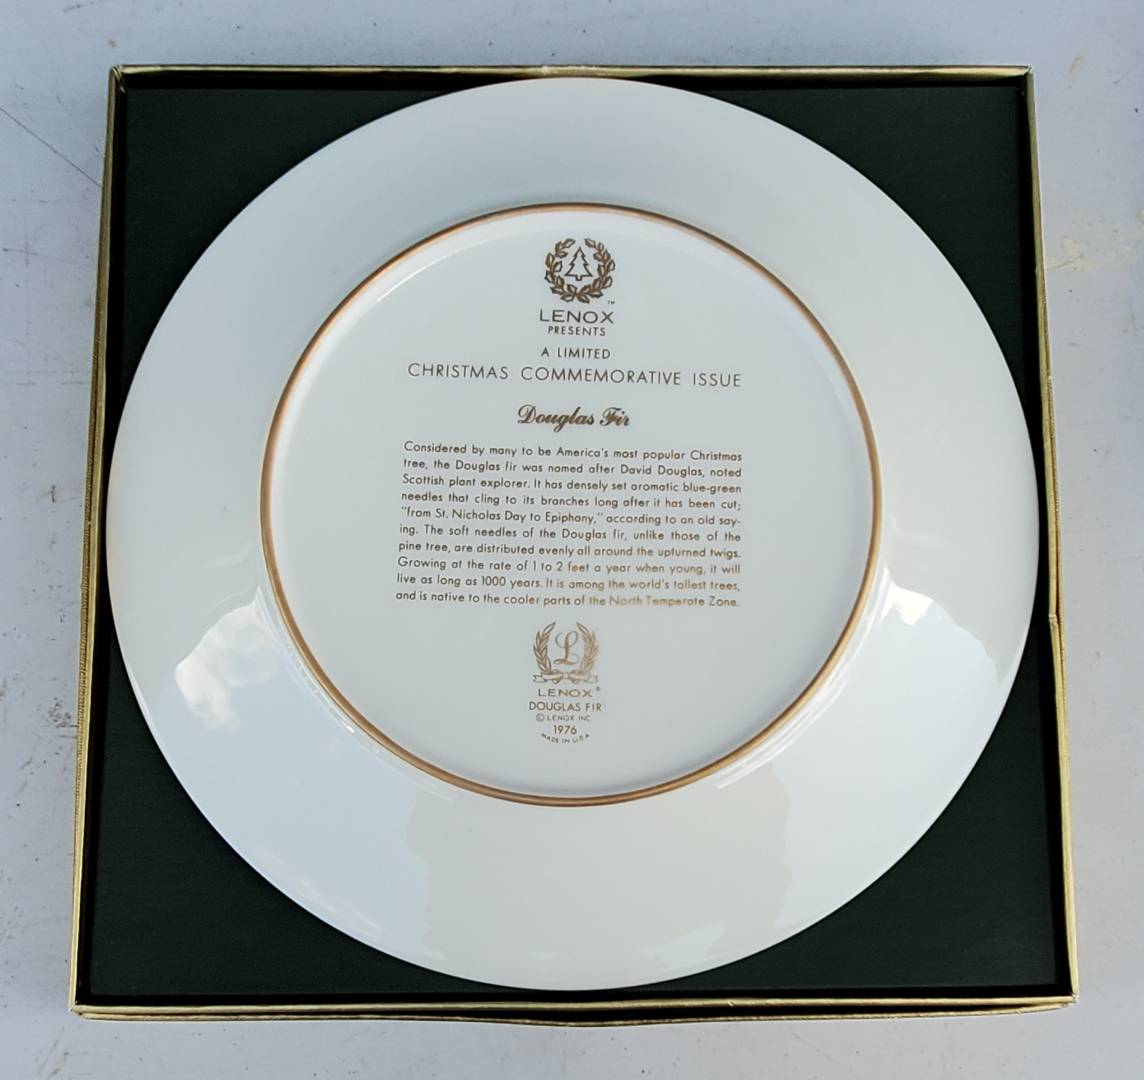 ™
LENOX
PRESENTS
A LIMITED
CHRISTMAS COMMEMORATIVE ISSUE
Douglas Fir
Considered by many to be America's most popular Christmas
tree, the Douglas fir was named after David Douglas, noted
Scottish plant explorer. It has densely set aromatic blue-green
needles that cling to its branches long after it has been cut;
"from St. Nicholas Day to Epiphany," according to an old say-
ing. The soft needles of the Douglas fir, unlike those of the
pine tree, are distributed evenly all around the upturned twigs.
Growing at the rate of 1 to 2 feet a year when young, it will
live as long as 1000 years. It is among the world's tallest trees,
and is native to the cooler parts of the North Temperate Zone.
L
LENOX®
DOUGLAS FIR
© LENOX INC.
1976
MADE IN U.S.A.